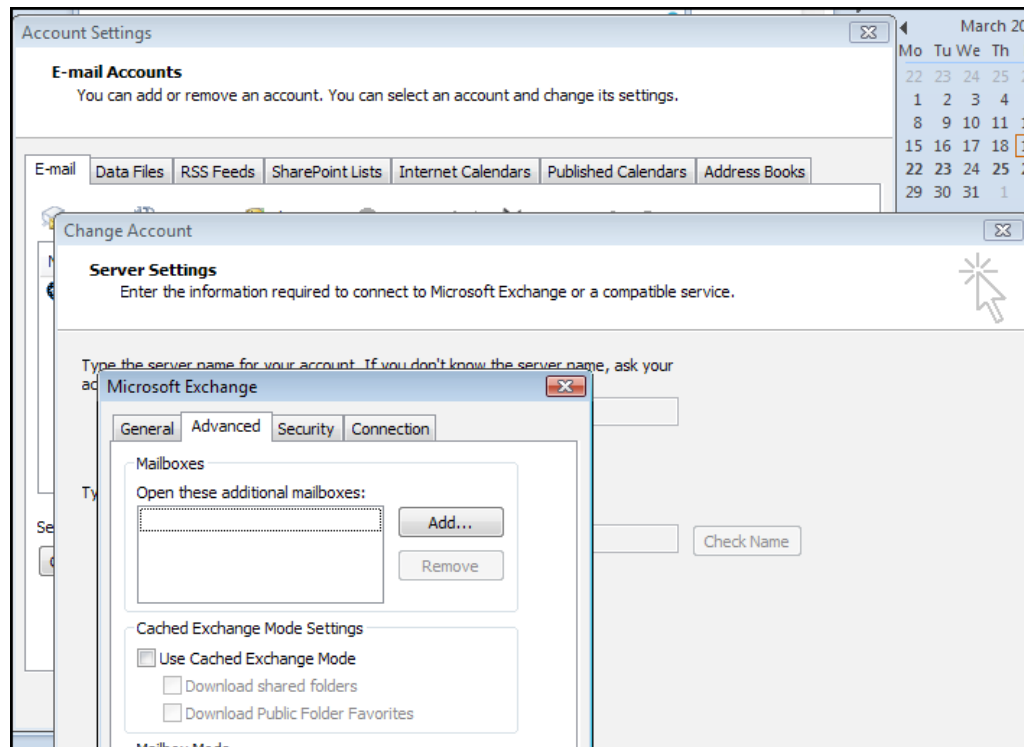 Account Settings
March 20
Mo Tu We Th
E-mail Accounts
You can add or remove an account. You can select an account and change its settings.
22 23 24 25
1 2 3 4
8 9 10 11
15 16 17 18
22 23 24 25
29 30 31 1
E-mail Data Files RSS Feeds SharePoint Lists Internet Calendars Published Calendars Address Books
Change Account
Server Settings
Enter the information required to connect to Microsoft Exchange or a compatible service.
Type the server name for your account. If you don't know the server name, ask your
Microsoft Exchange
General Advanced Security Connection
Mailboxes
Open these additional mailboxes:
Add...
Check Name
Remove
Cached Exchange Mode Settings
Use Cached Exchange Mode
Download shared folders
Download Public Folder Favorites
Mailbox Mode